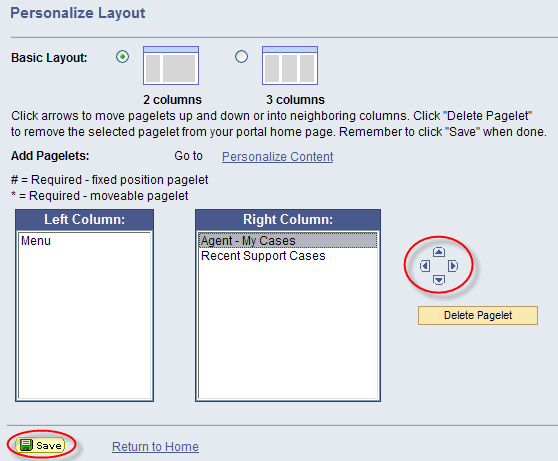 Personalize Layout
Basic Layout:
2 columns 3 columns
Click arrows to move pagelets up and down or into neighboring columns. Click "Delete Pagelet"
to remove the selected pagelet from your portal home page. Remember to click "Save" when done.
Add Pagelets: Go to Personalize Content
# = Required - fixed position pagelet
* = Required - moveable pagelet
Left Column: Right Column:
Menu Agent - My Cases
Recent Support Cases
Delete Pagelet
Save Return to Home